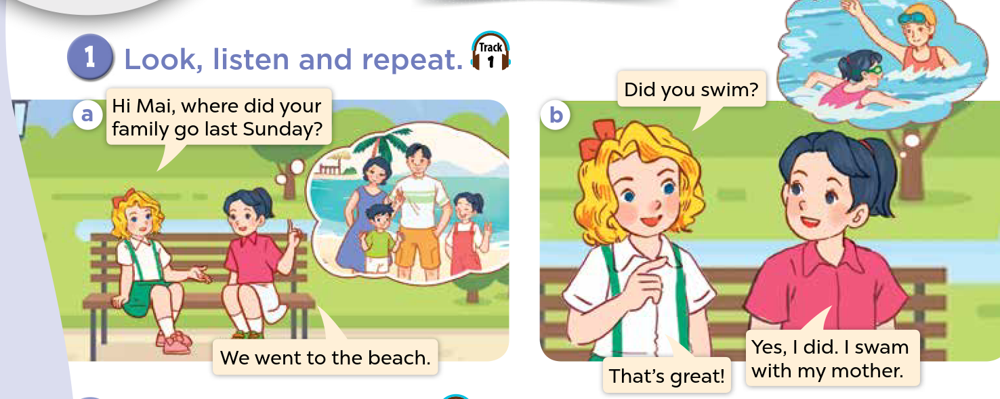 1 Look, listen and repeat.
Track
1
a
Hi Mai, where did your
family go last Sunday?
We went to the beach.
b
Did you swim?
Yes, I did. I swam
with my mother.
That's great!